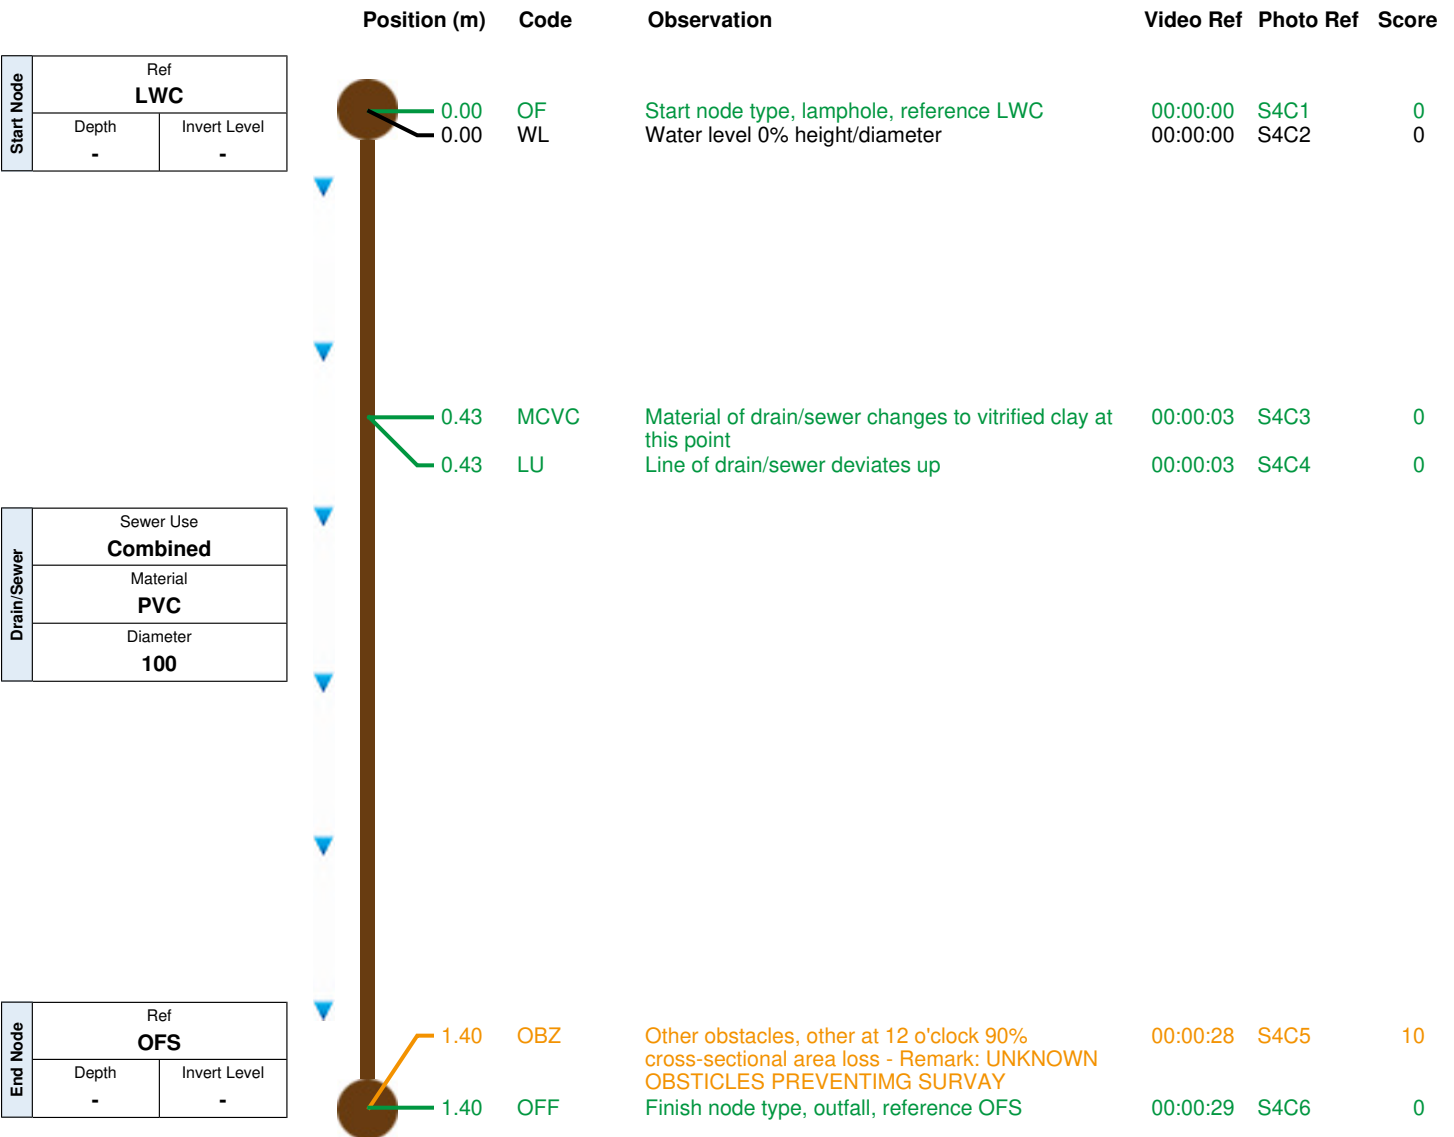 Position (m) Code Observation Video Ref Photo Ref Score
Start Node
Ref
LWC
Depth Invert Level
- -
0.00 OF Start node type, lamphole, reference LWC 00:00:00 S4C1 0
0.00 WL Water level 0% height/diameter 00:00:00 S4C2 0
0.43 MCVC Material of drain/sewer changes to vitrified clay at 00:00:03 S4C3 0
this point
0.43 LU Line of drain/sewer deviates up 00:00:03 S4C4 0
Drain/Sewer
Sewer Use
Combined
Material
PVC
Diameter
100
End Node
Ref
OFS
Depth Invert Level
- -
1.40 OBZ Other obstacles, other at 12 o'clock 90% 00:00:28 S4C5 10
cross-sectional area loss - Remark: UNKNOWN
OBSTICLES PREVENTIMG SURVAY
1.40 OFF Finish node type, outfall, reference OFS 00:00:29 S4C6 0